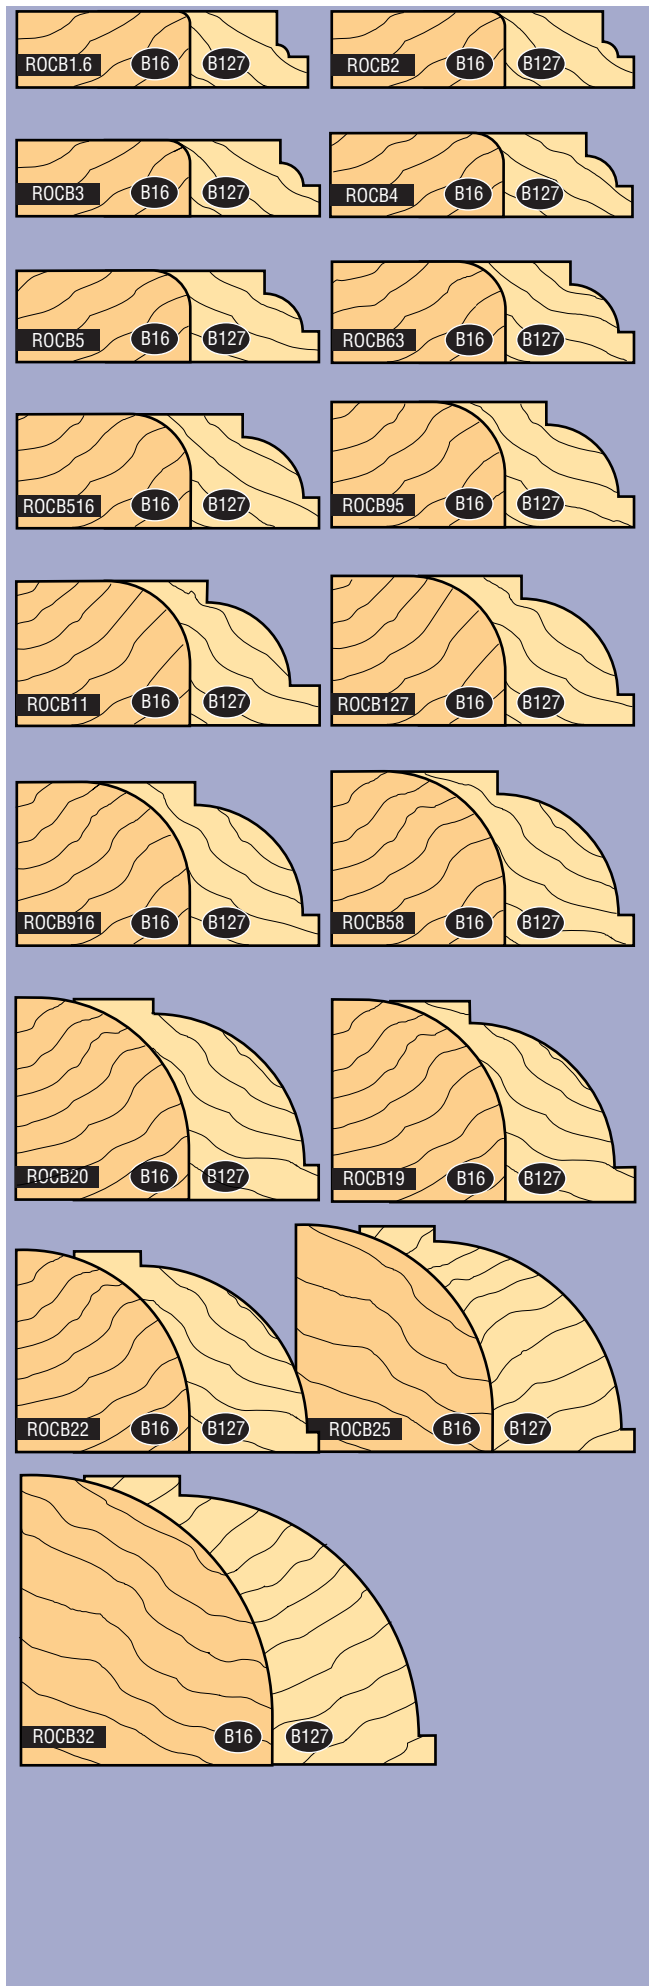 ROCB1.6 B16 B127 ROCB2 B16 B127
ROCB3 B16 B127 ROCB4 B16 B127
ROCB5 B16 B127 ROCB63 B16 B127
ROCB516 B16 B127 ROCB95 B16 B127
ROCB11 B16 B127 ROCB127 B16 B127
ROCB916 B16 B127 ROCB58 B16 B127
ROCB20 B16 B127 ROCB19 B16 B127
ROCB22 B16 B127 ROCB25 B16 B127
ROCB32 B16 B127